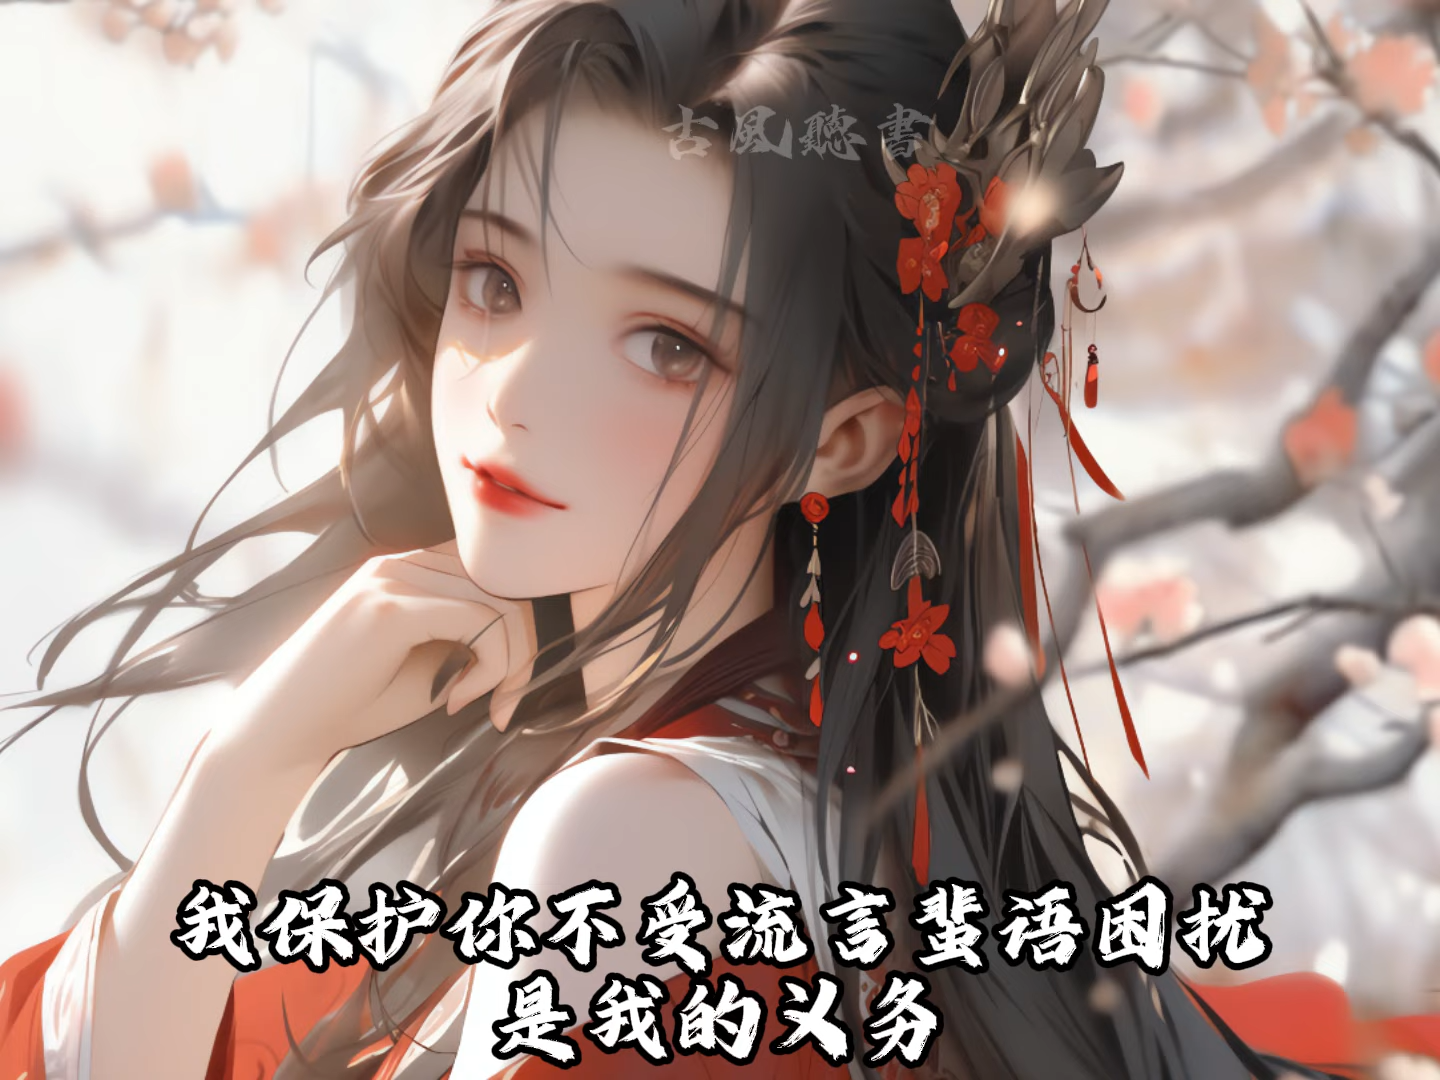 古風聽書
我保护你不受流言蜚语困扰
是我的义务